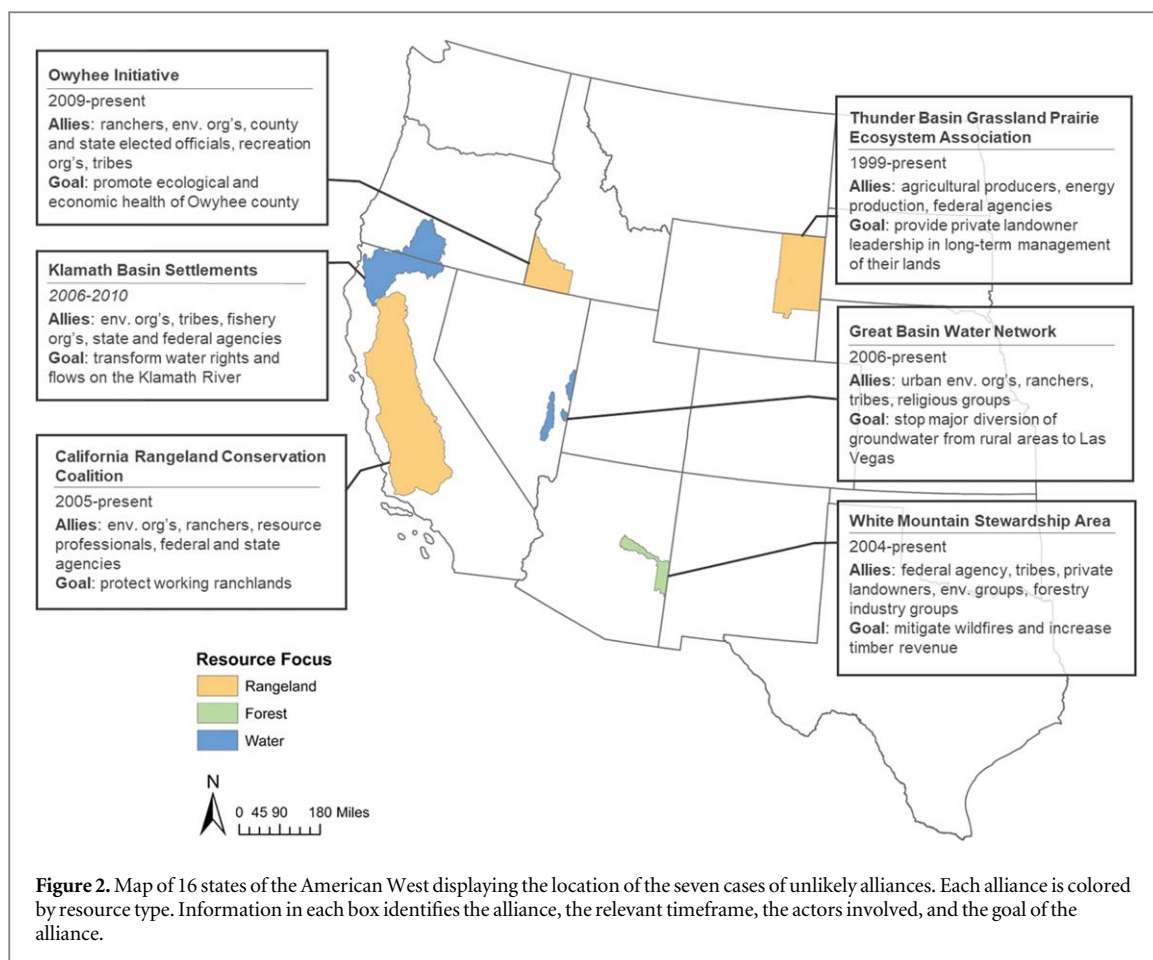 Owyhee Initiative
2009-present
Allies: ranchers, env. org's, county
and state elected officials, recreation
org's, tribes
Goal: promote ecological and
economic health of Owyhee county
Klamath Basin Settlements
2006-2010
Allies: env. org's, tribes, fishery
org's, state and federal agencies
Goal: transform water rights and
flows on the Klamath River
California Rangeland Conservation
Coalition
2005-present
Allies: env. org's, ranchers, resource
professionals, federal and state
agencies
Goal: protect working ranchlands
Thunder Basin Grassland Prairie
Ecosystem Association
1999-present
Allies: agricultural producers, energy
production, federal agencies
Goal: provide private landowner
leadership in long-term management
of their lands
Great Basin Water Network
2006-present
Allies: urban env. org's, ranchers,
tribes, religious groups
Goal: stop major diversion of
groundwater from rural areas to Las
Vegas
White Mountain Stewardship Area
2004-present
Allies: federal agency, tribes, private
landowners, env. groups, forestry
industry groups
Goal: mitigate wildfires and increase
timber revenue
Resource Focus
Rangeland
Forest
Water
N
0 45 90 180 Miles
Figure 2. Map of 16 states of the American West displaying the location of the seven cases of unlikely alliances. Each alliance is colored
by resource type. Information in each box identifies the alliance, the relevant timeframe, the actors involved, and the goal of the
alliance.